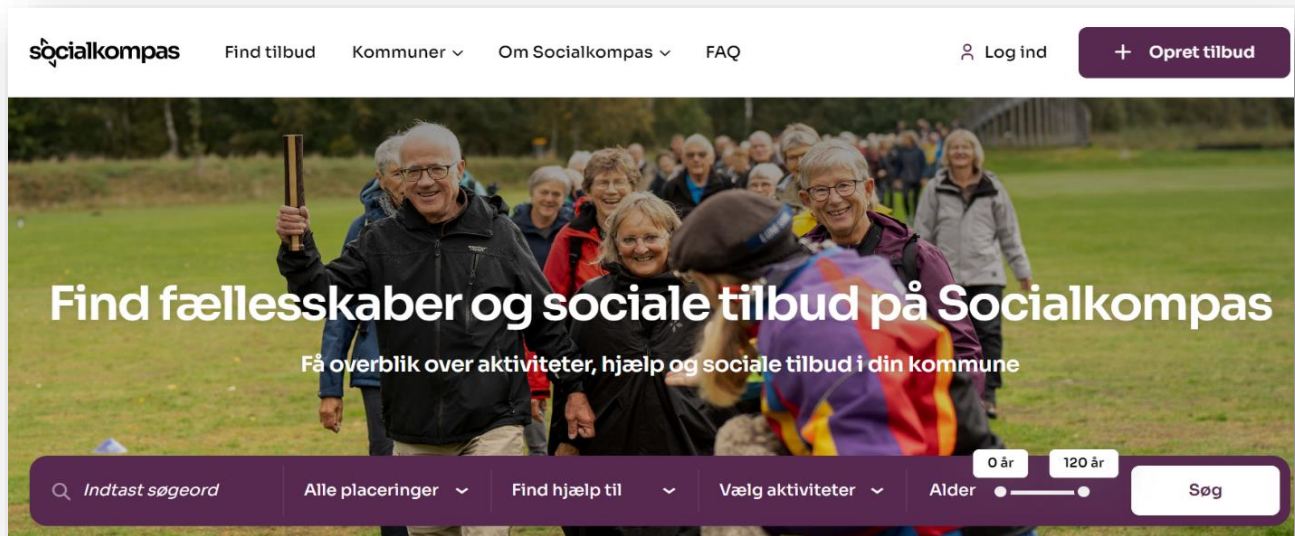 socialkompas
Find tilbud
Kommuner
Om Socialkompas
FAQ
Log ind
+ Opret tilbud
Find fællesskaber og sociale tilbud på Socialkompas
Få overblik over aktiviteter, hjælp og sociale tilbud i din kommune
0 år
120 år
Indtast søgeord
Alle placeringer
Find hjælp til
Vælg aktiviteter
Alder
Søg